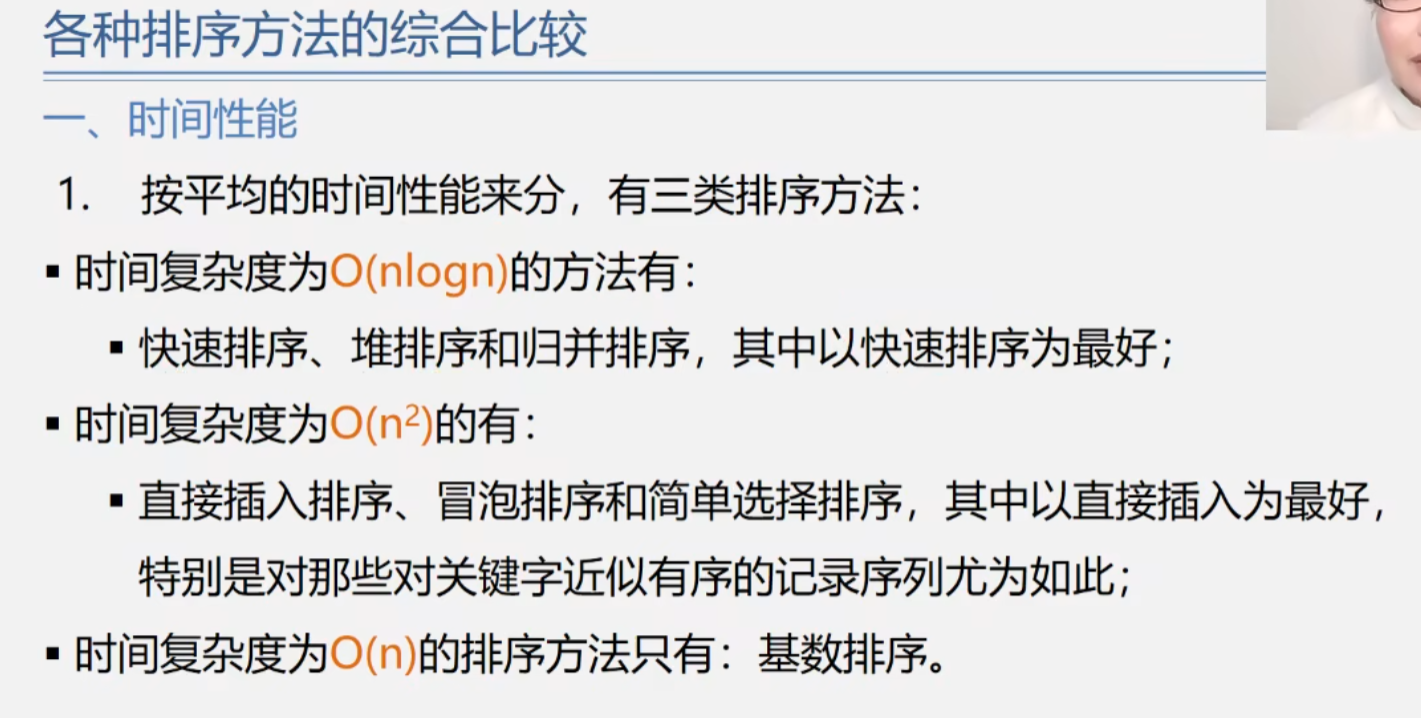 各种排序方法的综合比较
一、时间性能
1. 按平均的时间性能来分，有三类排序方法：
▪ 时间复杂度为O(nlogn)的方法有：
▪ 快速排序、堆排序和归并排序，其中以快速排序为最好；
▪ 时间复杂度为O(n²)的有：
▪ 直接插入排序、冒泡排序和简单选择排序，其中以直接插入为最好，
特别是对那些对关键字近似有序的记录序列尤为如此；
▪ 时间复杂度为O(n)的排序方法只有：基数排序。